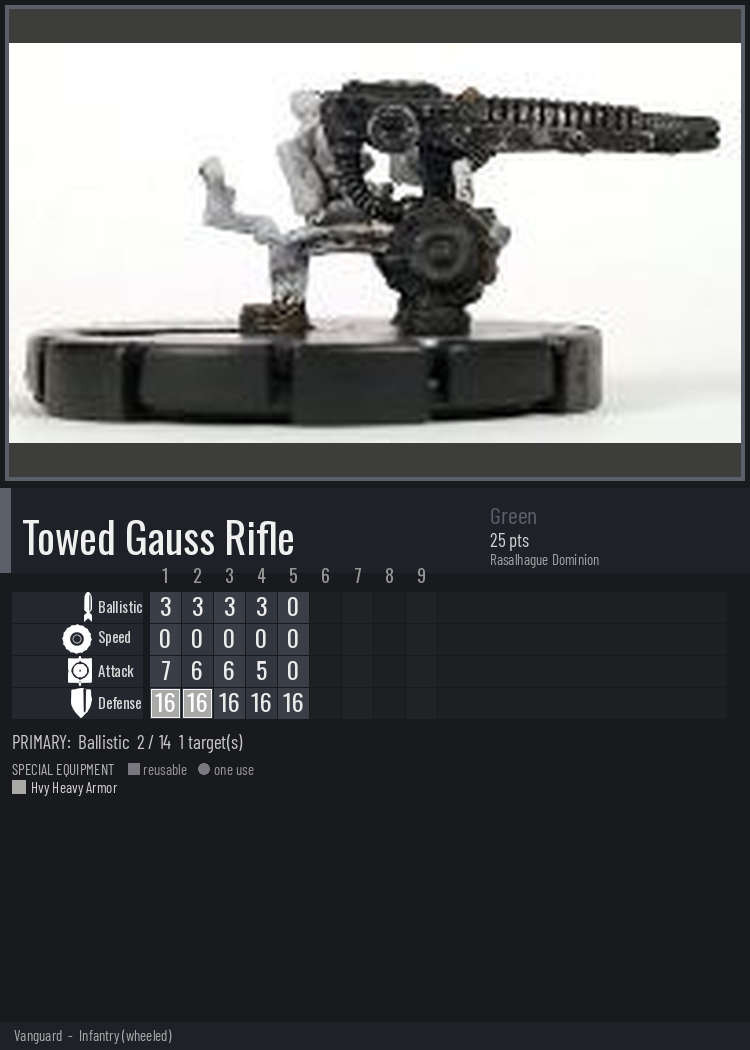 Towed Gauss Rifle
Green
25 pts
Rasalhague Dominion
1 2 3 4 5 6 7 8 9
Ballistic 3 3 3 3 0
Speed 0 0 0 0 0
Attack 7 6 6 5 0
Defense 16 16 16 16 16
PRIMARY: Ballistic 2 / 14 1 target(s)
SPECIAL EQUIPMENT reusable one use
Hvy Heavy Armor
Vanguard - Infantry (wheeled)